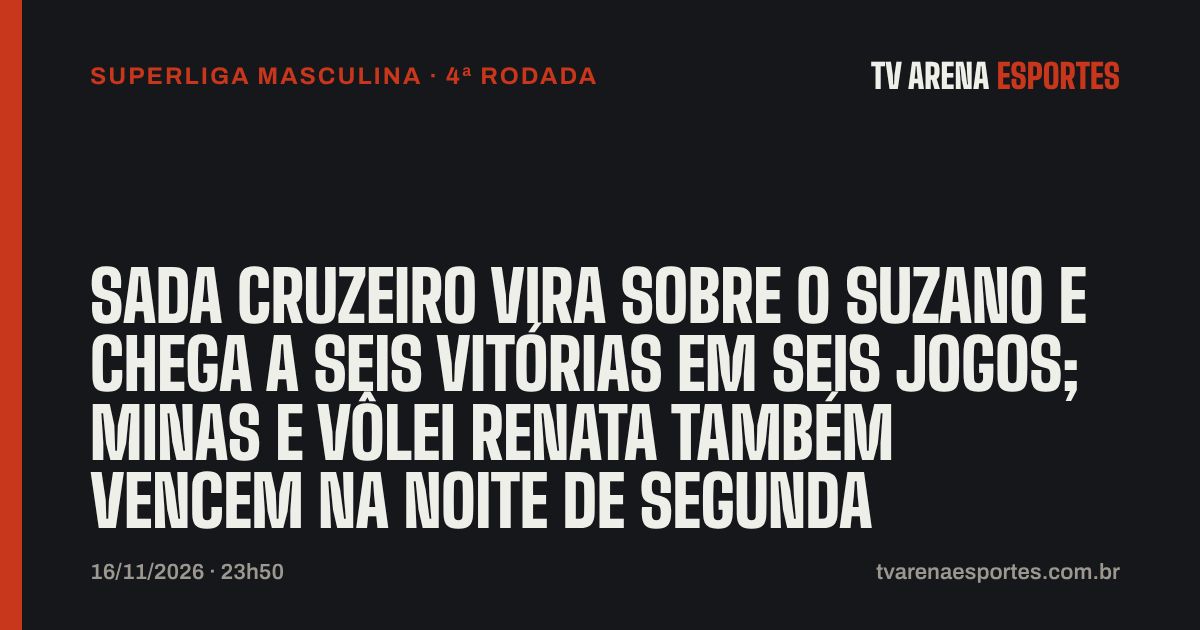 SUPERLIGA MASCULINA · 4ª RODADA
TV ARENA ESPORTES
SADA CRUZEIRO VIRA SOBRE O SUZANO E
CHEGA A SEIS VITÓRIAS EM SEIS JOGOS;
MINAS E VÔLEI RENATA TAMBÉM
VENCEM NA NOITE DE SEGUNDA
16/11/2026 · 23h50
tvarenaesportes.com.br